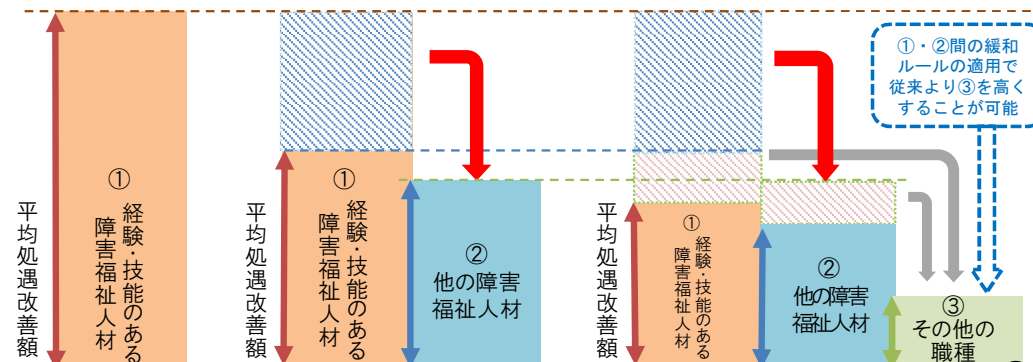 平均処遇改善額
①
経験・技能のある
障害福祉人材
平均処遇改善額
①
経験・技能のある
障害福祉人材
②
他の障害
福祉人材
平均処遇改善額
①
経験・技能のある
障害福祉人材
②
他の障害
福祉人材
①・②間の緩和
ルールの適用で
従来より③を高く
することが可能
③
その他の
職種